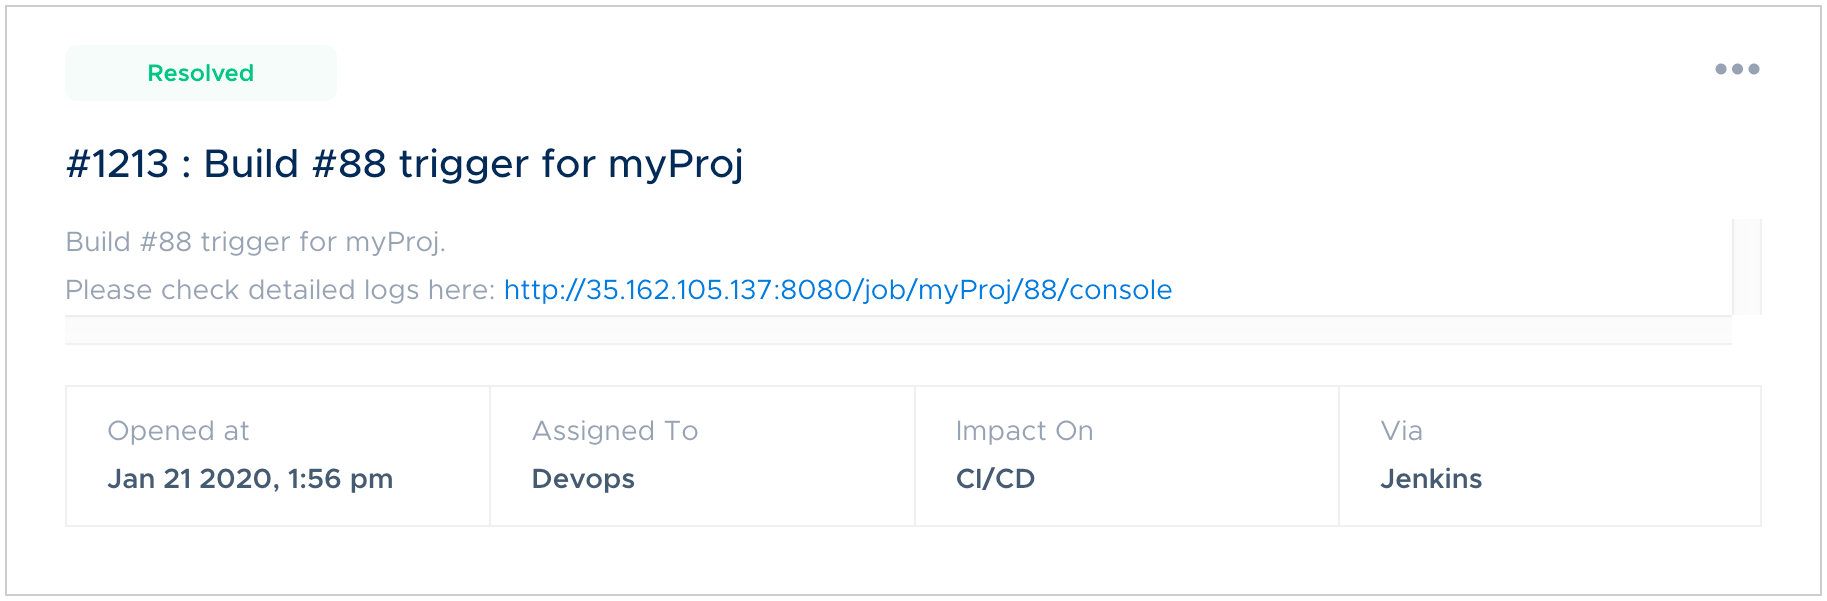 Resolved
#1213 : Build #88 trigger for myProj
Build #88 trigger for myProj.
Please check detailed logs here: http://35.162.105.137:8080/job/myProj/88/console
Opened at
Jan 21 2020, 1:56 pm
Assigned To
Devops
Impact On
CI/CD
Via
Jenkins